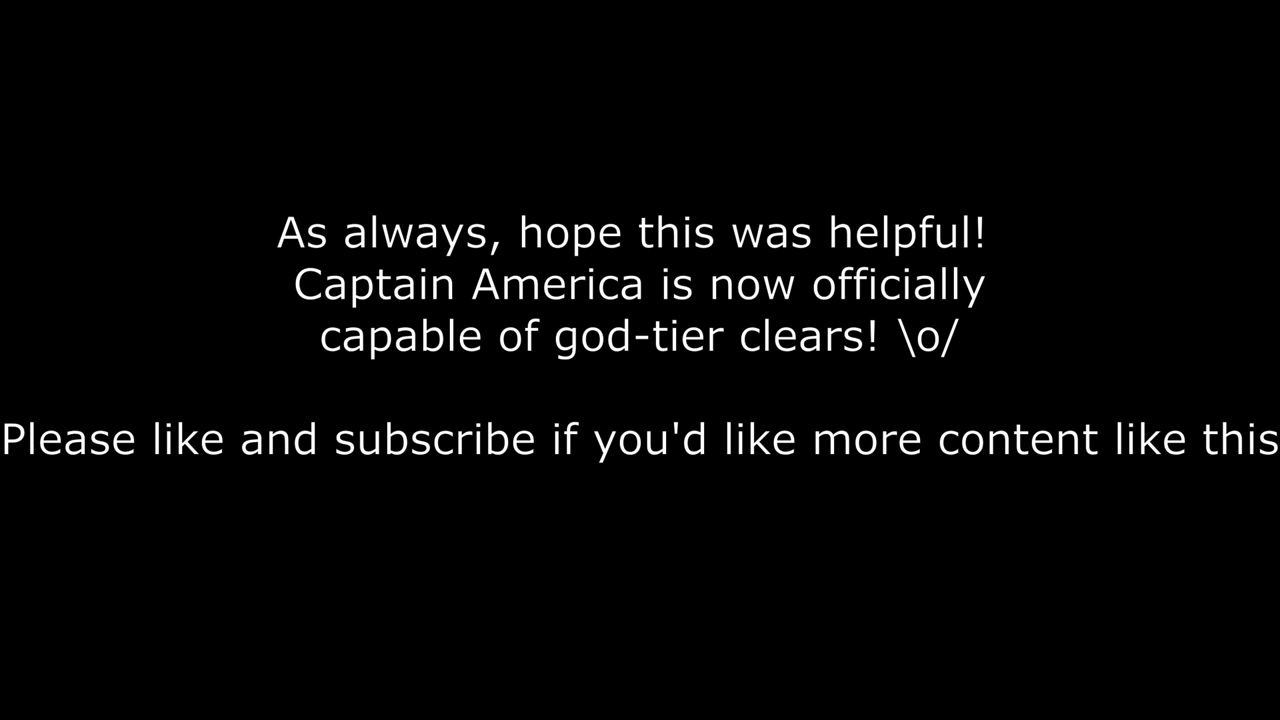 As always, hope this was helpful!
Captain America is now officially
capable of god-tier clears! \o/
Please like and subscribe if you'd like more content like this